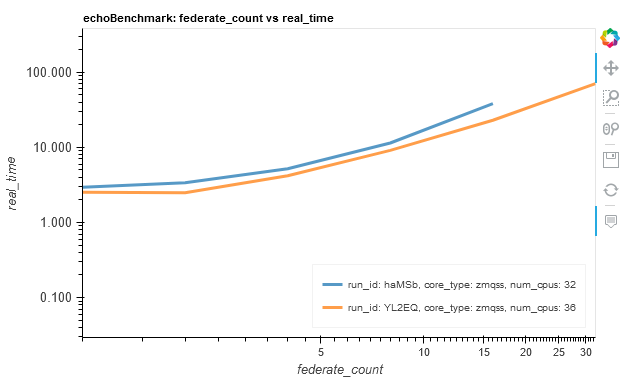 echoBenchmark: federate_count vs real_time
100.000
10.000
1.000
0.100
real_time
run_id: haMSb, core_type: zmqss, num_cpus: 32
run_id: YL2EQ, core_type: zmqss, num_cpus: 36
5 10 15 20 25 30
federate_count